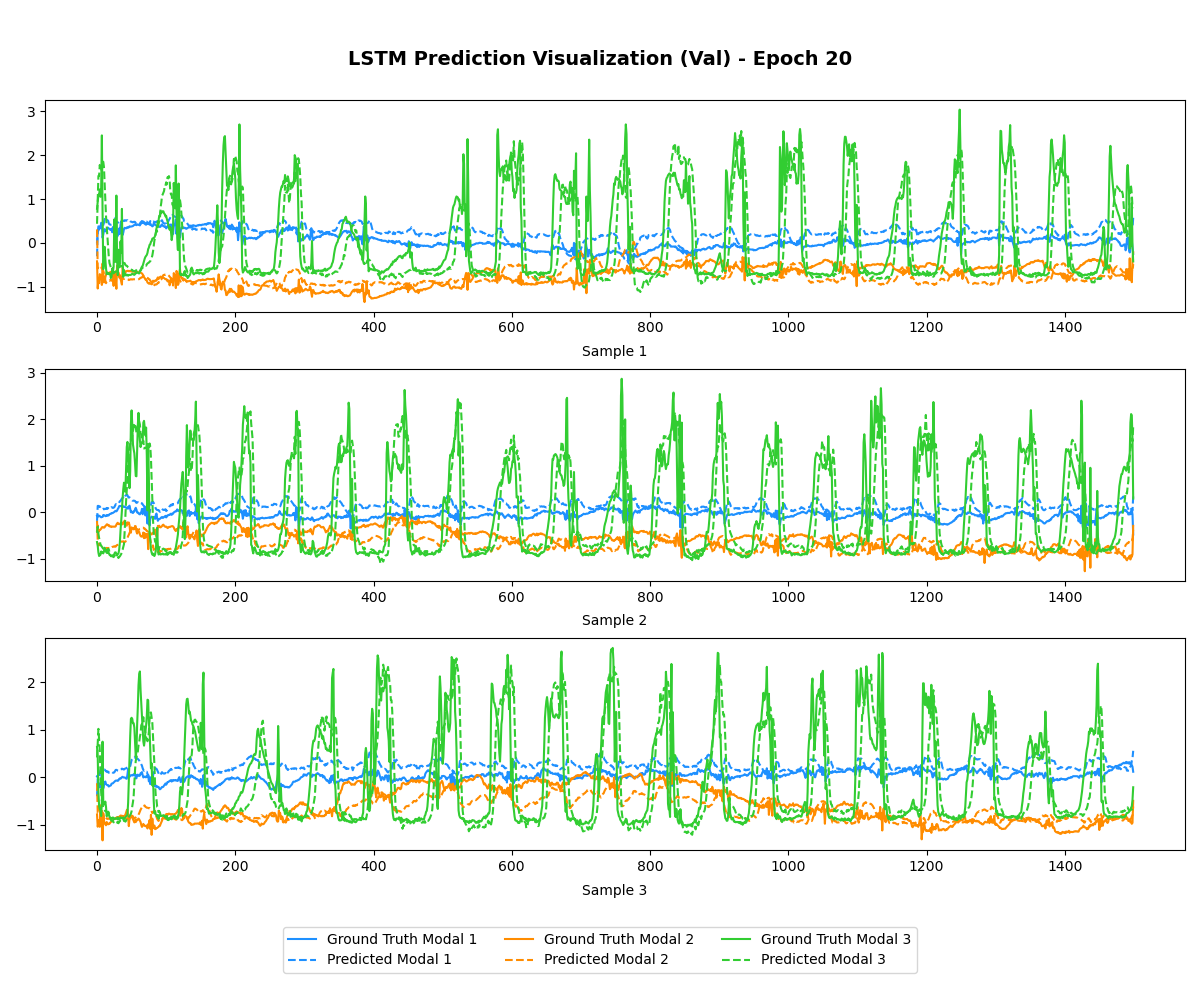 LSTM Prediction Visualization (Val) - Epoch 20
3
2
1
0
−1
0 200 400 600 800 1000 1200 1400
Sample 1
3
2
1
0
−1
0 200 400 600 800 1000 1200 1400
Sample 2
2
1
0
−1
0 200 400 600 800 1000 1200 1400
Sample 3
Ground Truth Modal 1 Ground Truth Modal 2 Ground Truth Modal 3
Predicted Modal 1 Predicted Modal 2 Predicted Modal 3